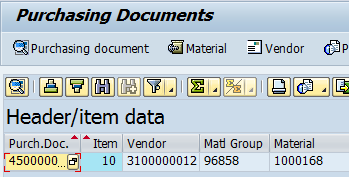 Purchasing Documents
Purchasing document Material Vendor
Header/item data
Purch.Doc. Item Vendor Matl Group Material
4500000... 10 3100000012 96858 1000168